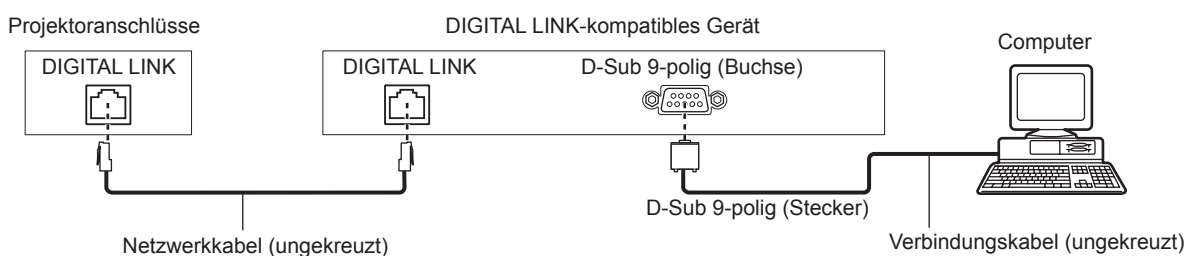 Projektoranschlüsse
DIGITAL LINK-kompatibles Gerät
Computer
DIGITAL LINK
DIGITAL LINK
D-Sub 9-polig (Buchse)
D-Sub 9-polig (Stecker)
Netzwerkkabel (ungekreuzt)
Verbindungskabel (ungekreuzt)